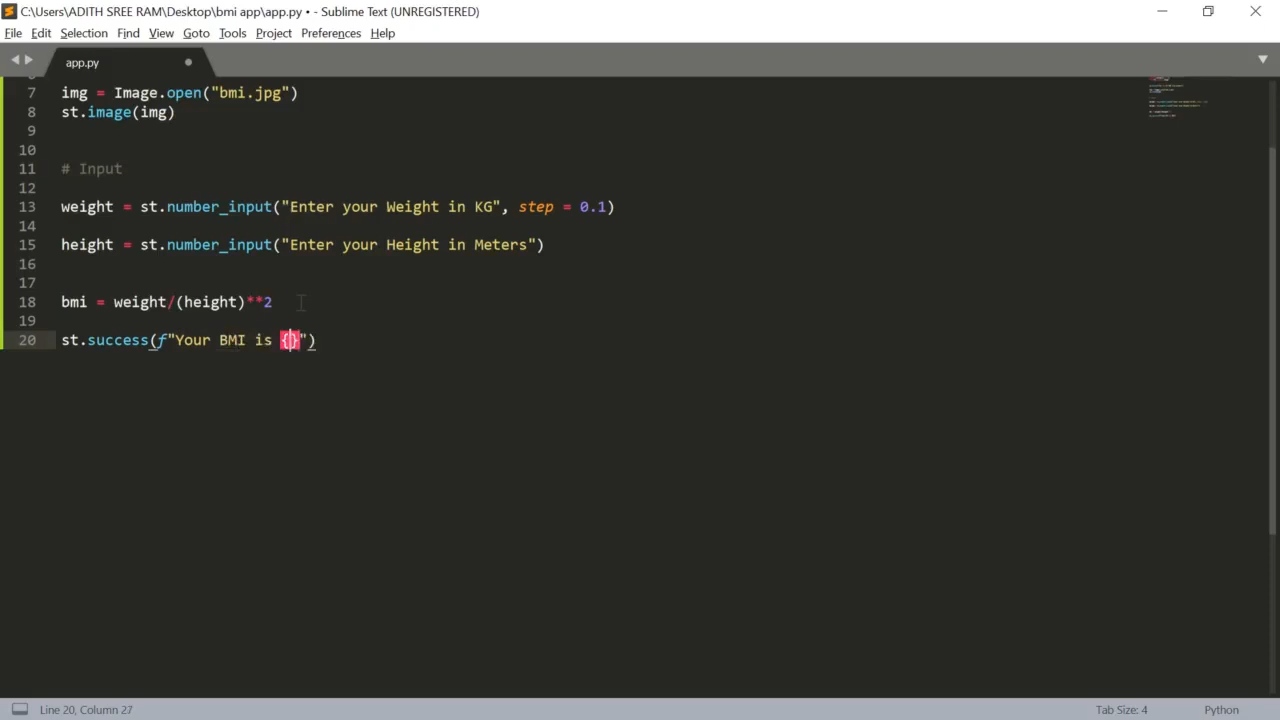 C:\Users\ADITH SREE RAM\Desktop\bmi app\app.py • - Sublime Text (UNREGISTERED)
File Edit Selection Find View Goto Tools Project Preferences Help
app.py
7 img = Image.open("bmi.jpg")
8 st.image(img)
9
10
11 # Input
12
13 weight = st.number_input("Enter your Weight in KG", step = 0.1)
14
15 height = st.number_input("Enter your Height in Meters")
16
17
18 bmi = weight/(height)**2
19
20 st.success(f"Your BMI is {}")
Line 20, Column 27 Tab Size: 4 Python